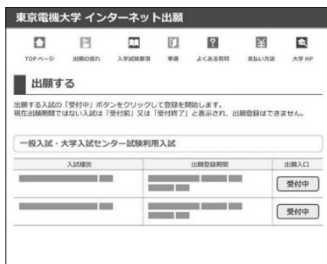 東京電機大学 インターネット出願
TOP ページ 出願の流れ 入学試験要項 準備 よくある質問 支払い方法 大学 HP
出願する
出願する入試の「受付中」ボタンをクリックして登録を開始します。
現在出願期間ではない入試は「受付前」又は「受付終了」と表示され、出願登録はできません。
一般入試・大学入試センター試験利用入試
入試種別 出願登録期間 出願入口
受付中
受付中